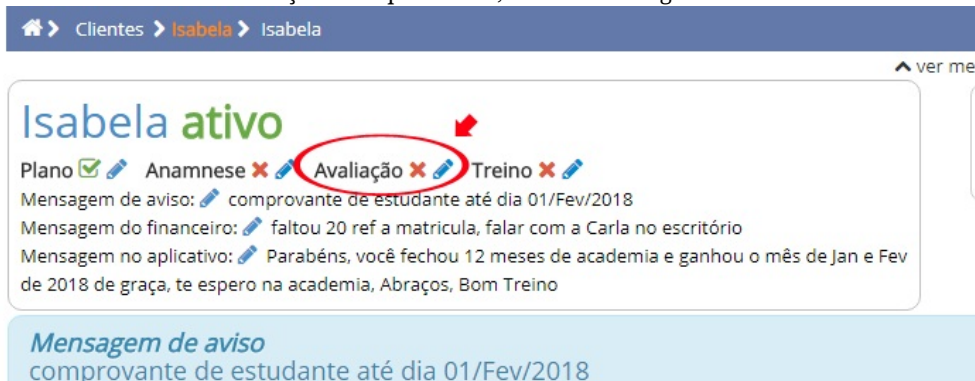 Clientes > Isabela > Isabela
ver me
Isabela ativo
Plano Anamnese Avaliação Treino
Mensagem de aviso: comprovante de estudante até dia 01/Fev/2018
Mensagem do financeiro: faltou 20 ref a matricula, falar com a Carla no escritório
Mensagem no aplicativo: Parabéns, você fechou 12 meses de academia e ganhou o mês de Jan e Fev
de 2018 de graça, te espero na academia, Abraços, Bom Treino
Mensagem de aviso
comprovante de estudante até dia 01/Fev/2018